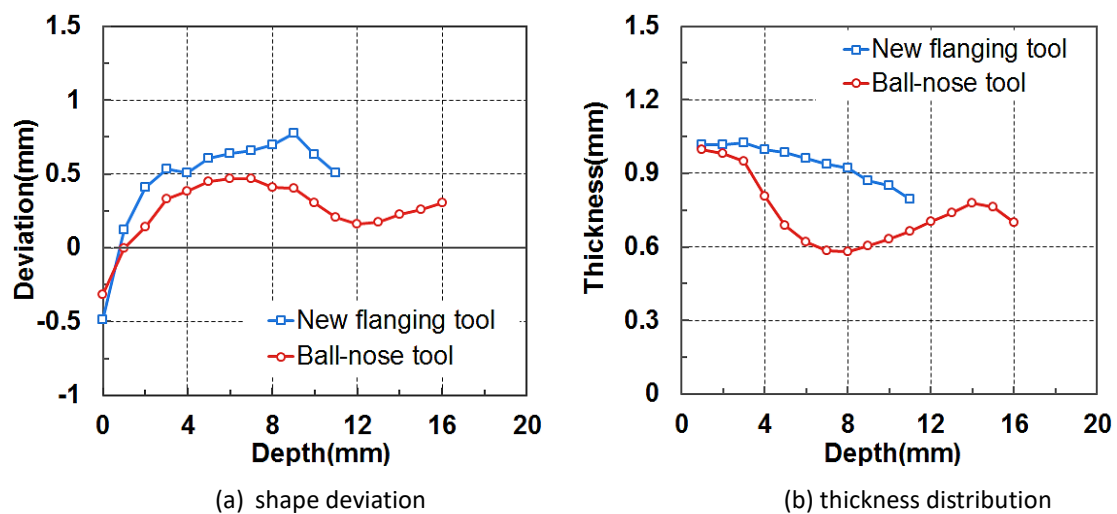 1.5
1
0.5
0
-0.5
-1
Deviation(mm)
New flanging tool
Ball-nose tool
0 4 8 12 16 20
Depth(mm)
(a) shape deviation
1.5
1.2
0.9
0.6
0.3
0
Thickness(mm)
New flanging tool
Ball-nose tool
0 4 8 12 16 20
Depth(mm)
(b) thickness distribution